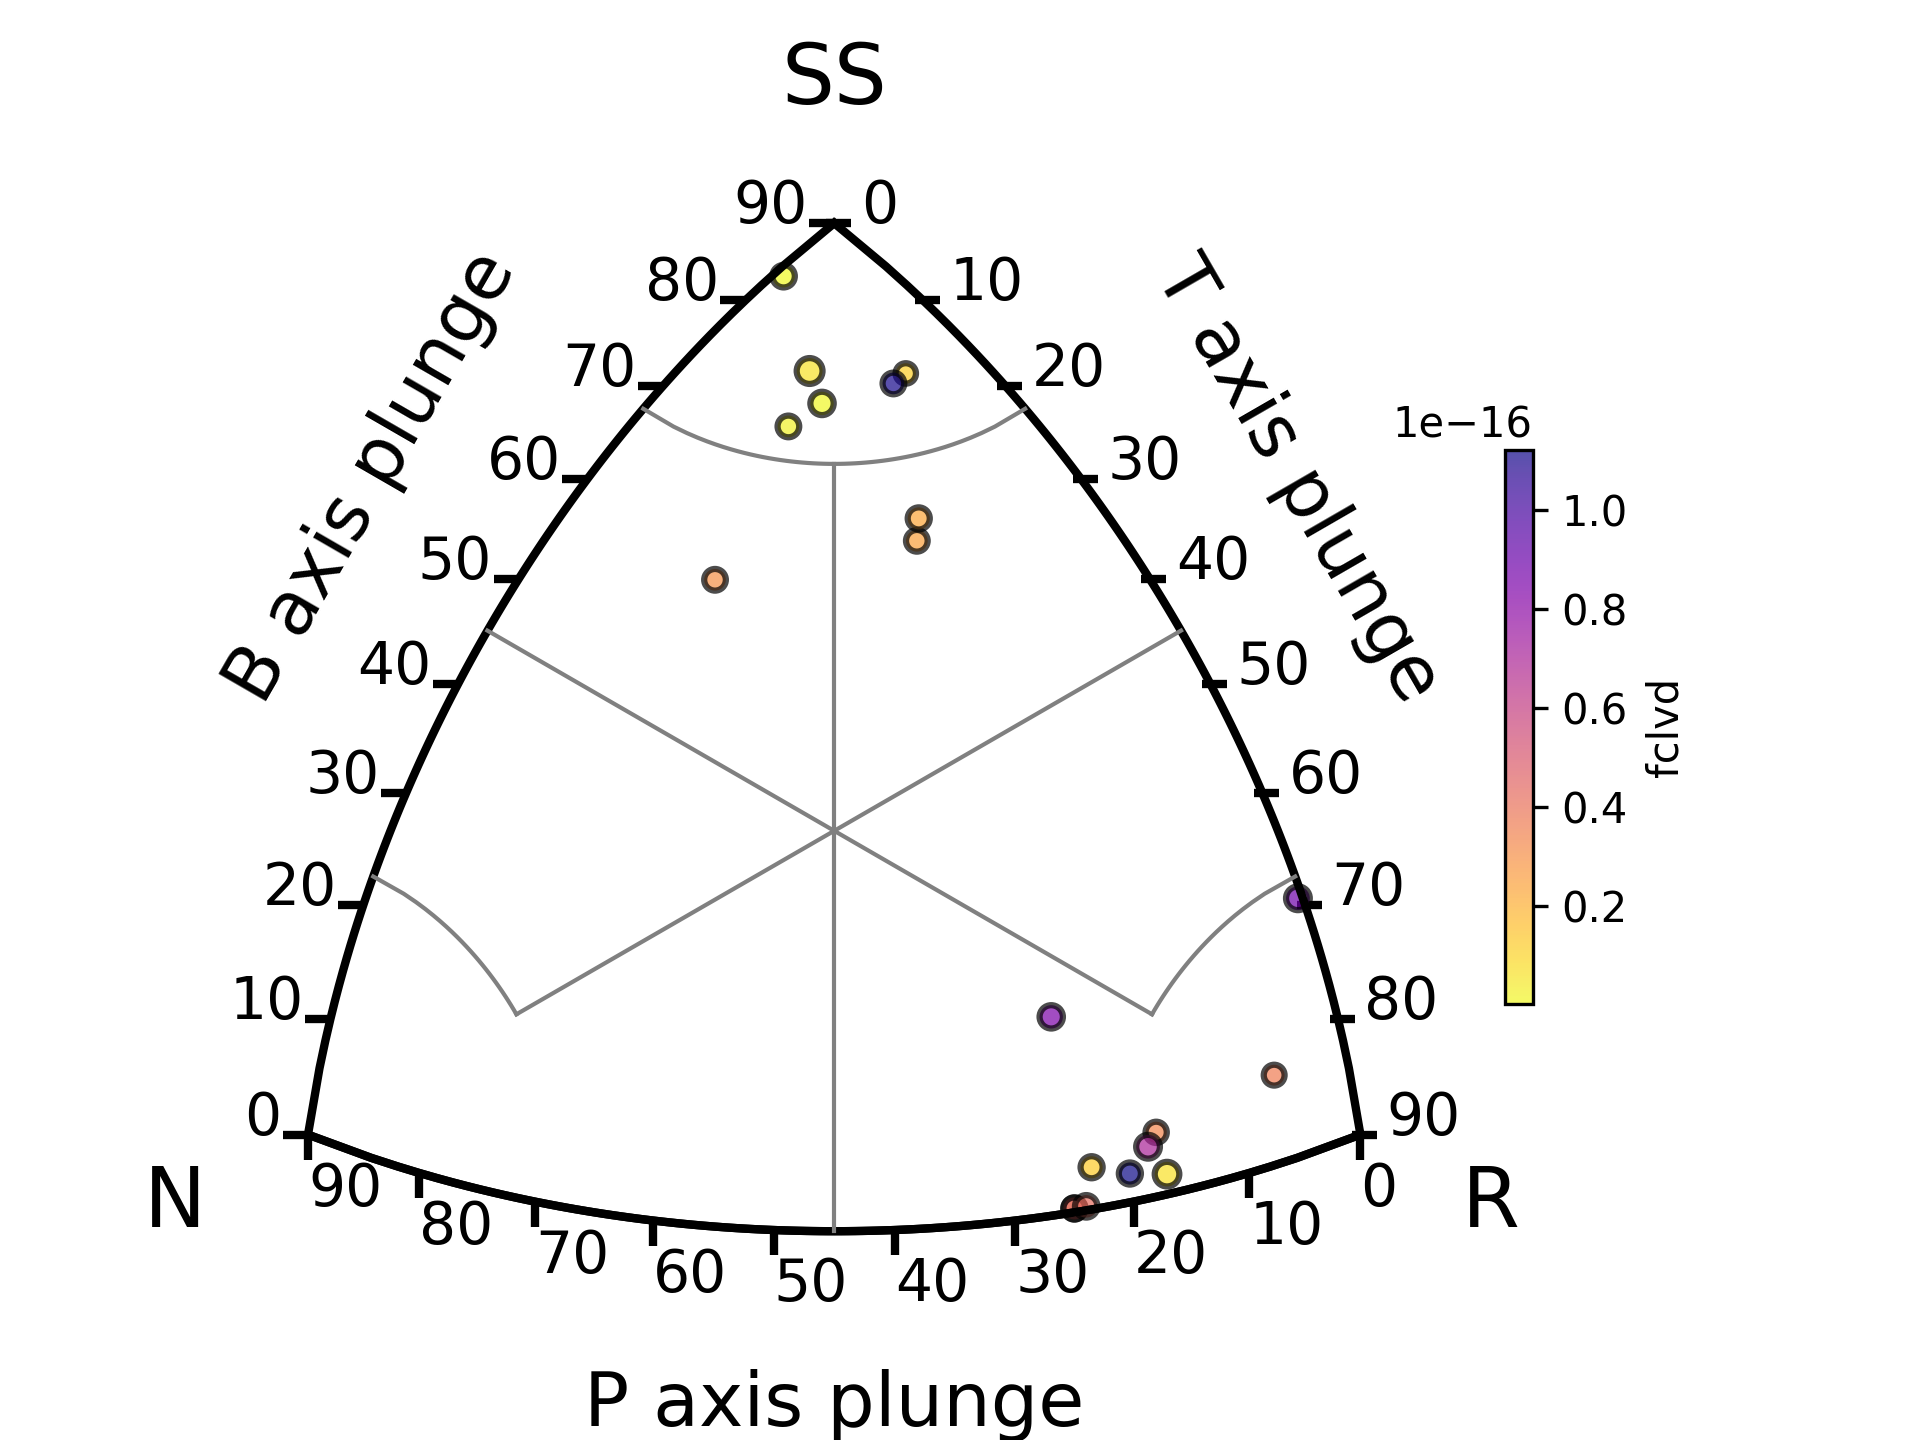 SS
90 0
80 10
70 20
60 30
50 40
40 50
30 60
20 70
10 80
0 90
90 80 70 60 50 40 30 20 10 0
N R
B axis plunge
T axis plunge
P axis plunge
1e−16
1.0
0.8
0.6
0.4
0.2
fclvd